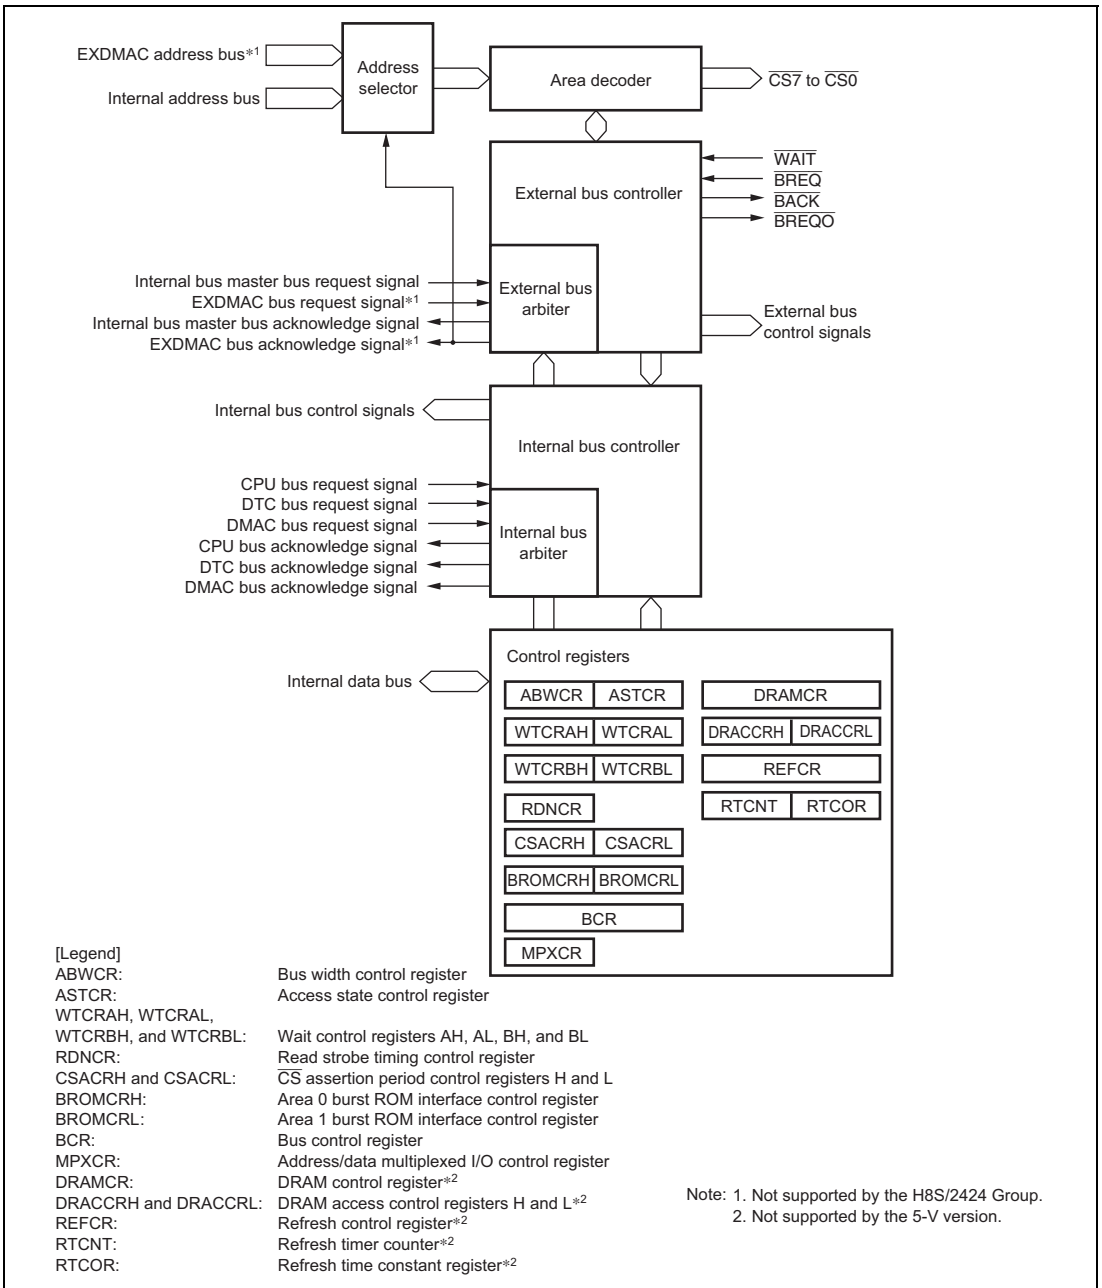 EXDMAC address bus*1
Internal address bus
Address
selector
Area decoder
CS7 to CS0
External bus controller
WAIT
BREQ
BACK
BREQO
Internal bus master bus request signal
EXDMAC bus request signal*1
Internal bus master bus acknowledge signal
EXDMAC bus acknowledge signal*1
External bus
arbiter
External bus
control signals
Internal bus control signals
Internal bus controller
CPU bus request signal
DTC bus request signal
DMAC bus request signal
CPU bus acknowledge signal
DTC bus acknowledge signal
DMAC bus acknowledge signal
Internal bus
arbiter
Internal data bus
Control registers
ABWCR ASTCR DRAMCR
WTCRAH WTCRAL DRACCRH DRACCRL
WTCRBH WTCRBL REFCR
RDNCR RTCNT RTCOR
CSACRH CSACRL
BROMCRH BROMCRL
BCR
MPXCR
[Legend]
ABWCR: Bus width control register
ASTCR: Access state control register
WTCRAH, WTCRAL,
WTCRBH, and WTCRBL: Wait control registers AH, AL, BH, and BL
RDNCR: Read strobe timing control register
CSACRH and CSACRL: CS assertion period control registers H and L
BROMCRH: Area 0 burst ROM interface control register
BROMCRL: Area 1 burst ROM interface control register
BCR: Bus control register
MPXCR: Address/data multiplexed I/O control register
DRAMCR: DRAM control register*2
DRACCRH and DRACCRL: DRAM access control registers H and L*2
REFCR: Refresh control register*2
RTCNT: Refresh timer counter*2
RTCOR: Refresh time constant register*2
Note: 1. Not supported by the H8S/2424 Group.
2. Not supported by the 5-V version.